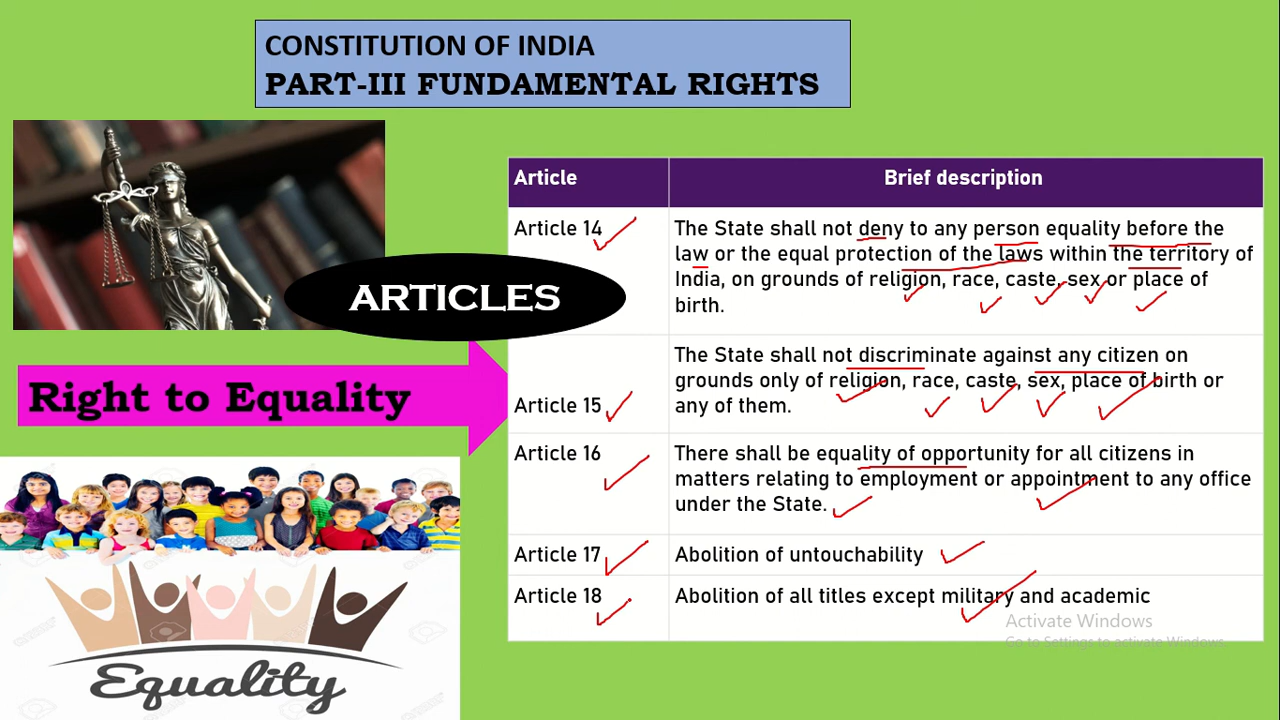 CONSTITUTION OF INDIA
PART-III FUNDAMENTAL RIGHTS
ARTICLES
Right to Equality
Equality
Article Brief description
Article 14 The State shall not deny to any person equality before the
law or the equal protection of the laws within the territory of
India, on grounds of religion, race, caste, sex or place of
birth.
The State shall not discriminate against any citizen on
grounds only of religion, race, caste, sex, place of birth or
Article 15 any of them.
Article 16 There shall be equality of opportunity for all citizens in
matters relating to employment or appointment to any office
under the State.
Article 17 Abolition of untouchability
Article 18 Abolition of all titles except military and academic
Activate Windows
Go to Settings to activate Windows.